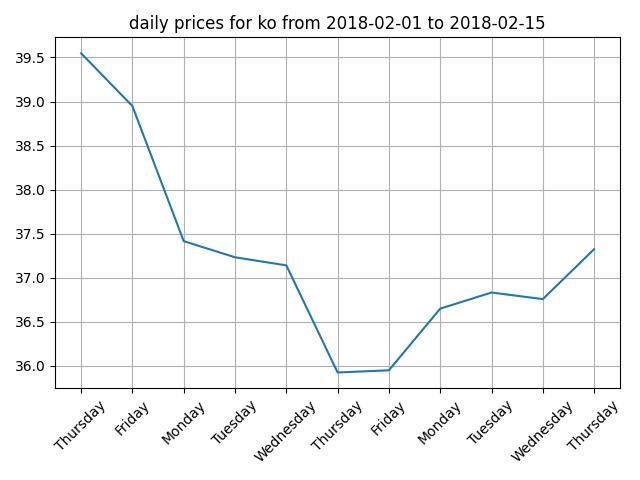 daily prices for ko from 2018-02-01 to 2018-02-15
39.5
39.0
38.5
38.0
37.5
37.0
36.5
36.0
Thursday
Friday
Monday
Tuesday
Wednesday
Thursday
Friday
Monday
Tuesday
Wednesday
Thursday